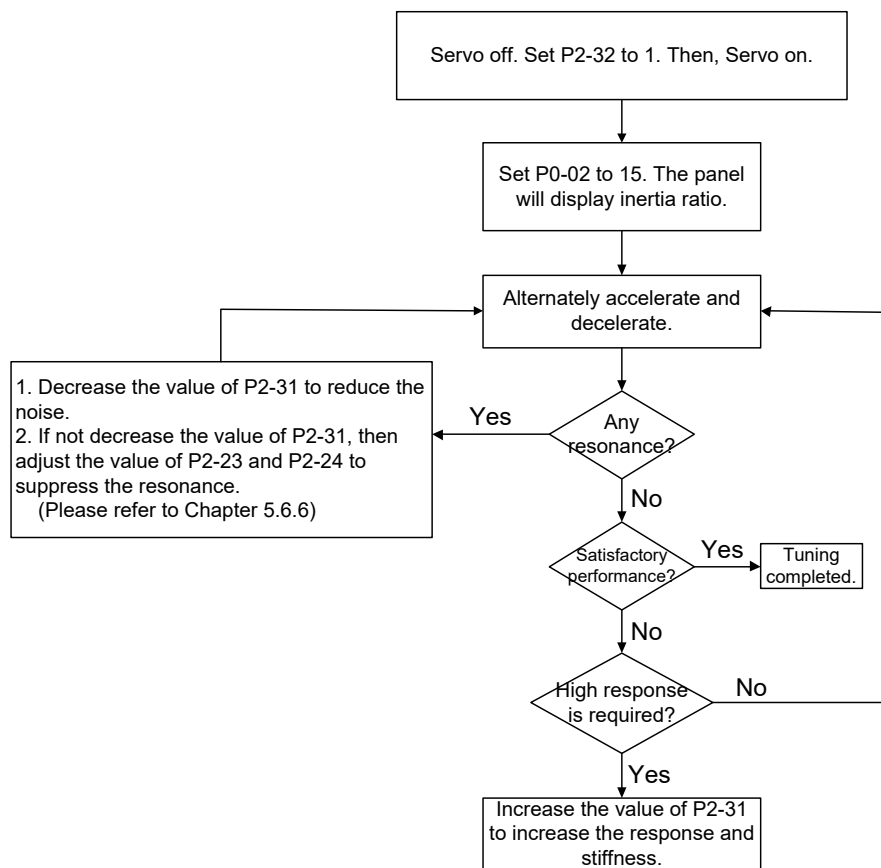 Servo off. Set P2-32 to 1. Then, Servo on.
Set P0-02 to 15. The panel
will display inertia ratio.
Alternately accelerate and
decelerate.
1. Decrease the value of P2-31 to reduce the
noise.
2. If not decrease the value of P2-31, then
adjust the value of P2-23 and P2-24 to
suppress the resonance.
(Please refer to Chapter 5.6.6)
Yes
Any
resonance?
No
Satisfactory
performance?
Yes
Tuning
completed.
No
High response
is required?
No
Yes
Increase the value of P2-31
to increase the response and
stiffness.